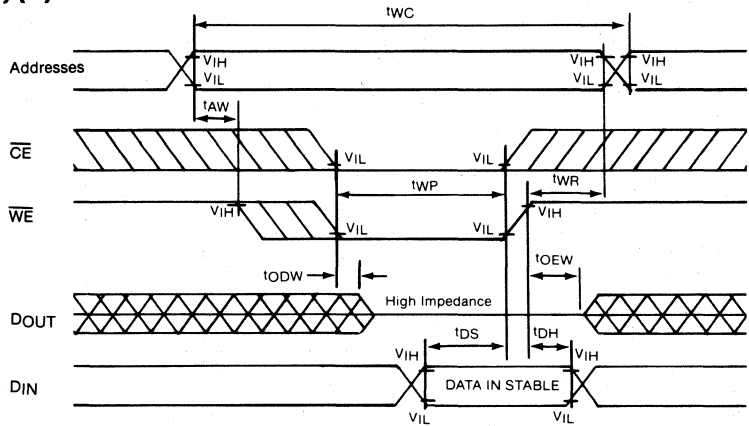 tWC
Addresses
VIH
VIL
VIH
VIL
VIH
VIL
tAW
CE
VIL
VIL
tWP
tWR
WE
VIH
VIL
VIL
VIH
tODW
tOEW
DOUT
High Impedance
tDS
tDH
VIH
VIH
DIN
DATA IN STABLE
VIL
VIL